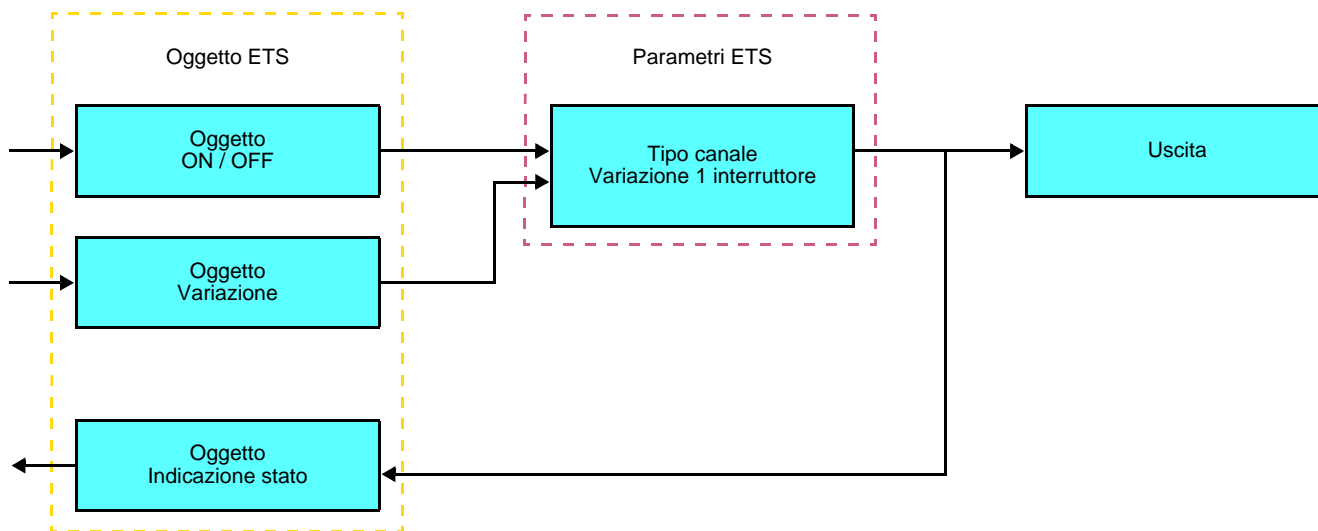 Oggetto ETS
Parametri ETS
Oggetto
ON / OFF
Tipo canale
Variazione 1 interruttore
Uscita
Oggetto
Variazione
Oggetto
Indicazione stato